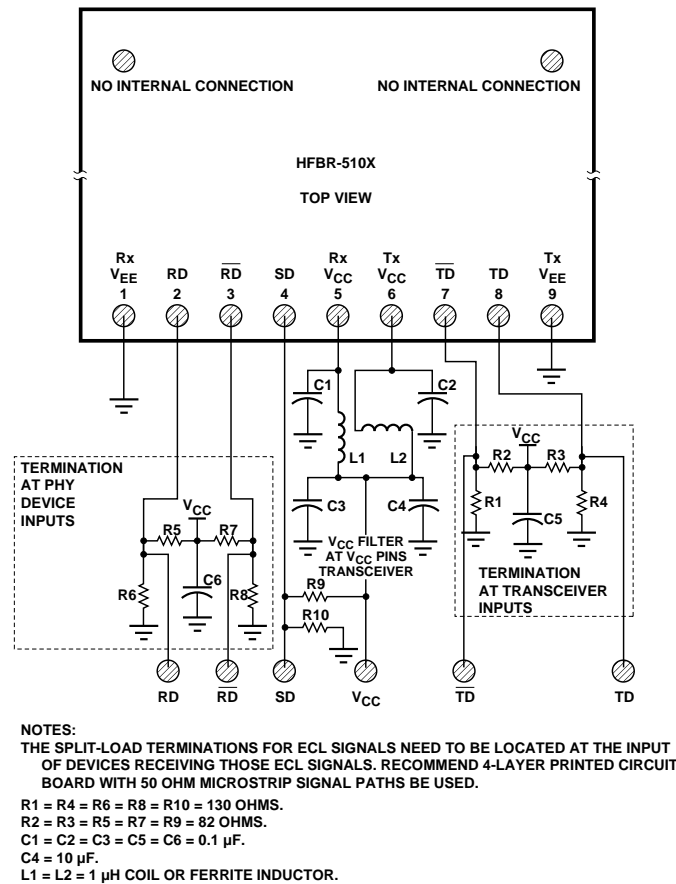 NO INTERNAL CONNECTION
NO INTERNAL CONNECTION
HFBR-510X
TOP VIEW
Rx
VEE
1
RD
2
RD
3
SD
4
Rx
VCC
5
Tx
VCC
6
TD
7
TD
8
Tx
VEE
9
C1
C2
L1
L2
C3
C4
TERMINATION
AT PHY
DEVICE
INPUTS
VCC
R5
R7
C6
R6
R8
VCC FILTER
AT VCC PINS
TRANSCEIVER
R9
R10
VCC
R2
R3
R1
R4
C5
TERMINATION
AT TRANSCEIVER
INPUTS
RD
RD
SD
VCC
TD
TD
NOTES:
THE SPLIT-LOAD TERMINATIONS FOR ECL SIGNALS NEED TO BE LOCATED AT THE INPUT
OF DEVICES RECEIVING THOSE ECL SIGNALS. RECOMMEND 4-LAYER PRINTED CIRCUIT
BOARD WITH 50 OHM MICROSTRIP SIGNAL PATHS BE USED.
R1 = R4 = R6 = R8 = R10 = 130 OHMS.
R2 = R3 = R5 = R7 = R9 = 82 OHMS.
C1 = C2 = C3 = C5 = C6 = 0.1 µF.
C4 = 10 µF.
L1 = L2 = 1 µH COIL OR FERRITE INDUCTOR.